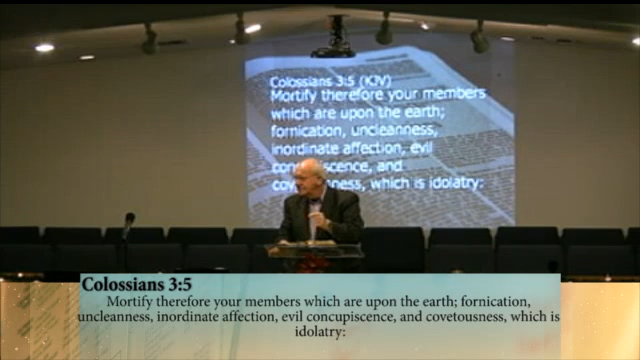 Colossians 3:5 (KJV)
Mortify therefore your members
which are upon the earth;
fornication, uncleanness,
inordinate affection, evil
concupiscence, and
covetousness, which is idolatry:
Colossians 3:5
Mortify therefore your members which are upon the earth; fornication,
uncleanness, inordinate affection, evil concupiscence, and covetousness, which is
idolatry: